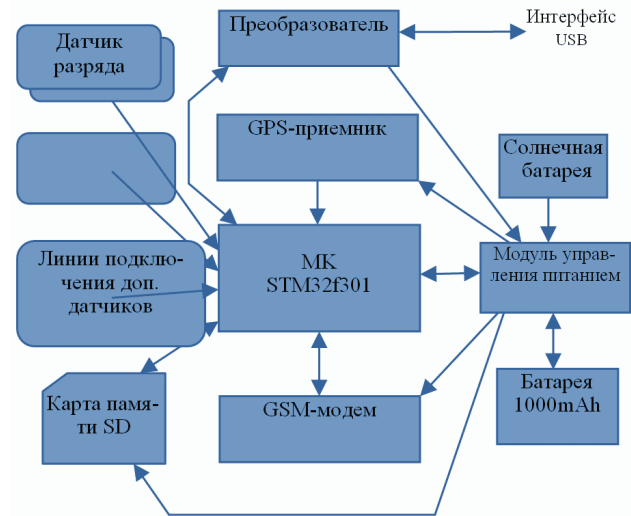 Датчик
разряда
Преобразователь
Интерфейс
USB
GPS-приемник
Солнечная
батарея
Линии подклю-
чения доп.
датчиков
МК
STM32f301
Модуль управ-
ления питанием
Карта памя-
ти SD
GSM-модем
Батарея
1000mAh